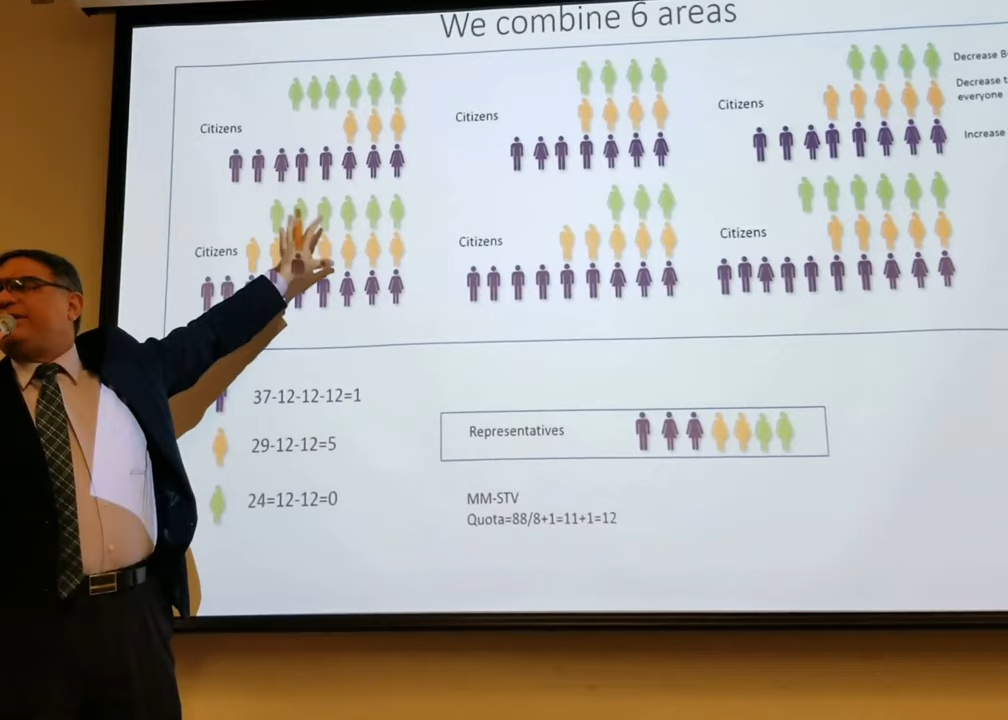 We combine 6 areas
Citizens
Citizens
Citizens
Decrease
Decrease
everyone
Increase
Citizens
Citizens
Citizens
37-12-12-12=1
29-12-12=5
24=12-12=0
Representatives
MM-STV
Quota=88/8+1=11+1=12